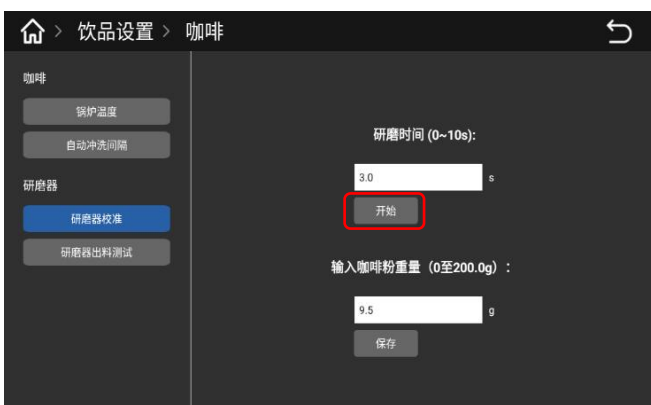 饮品设置 > 咖啡
咖啡
锅炉温度
自动冲洗间隔
研磨器
研磨器校准
研磨器出料测试
研磨时间 (0~10s):
3.0 s
开始
输入咖啡粉重量（0至200.0g）：
9.5 g
保存